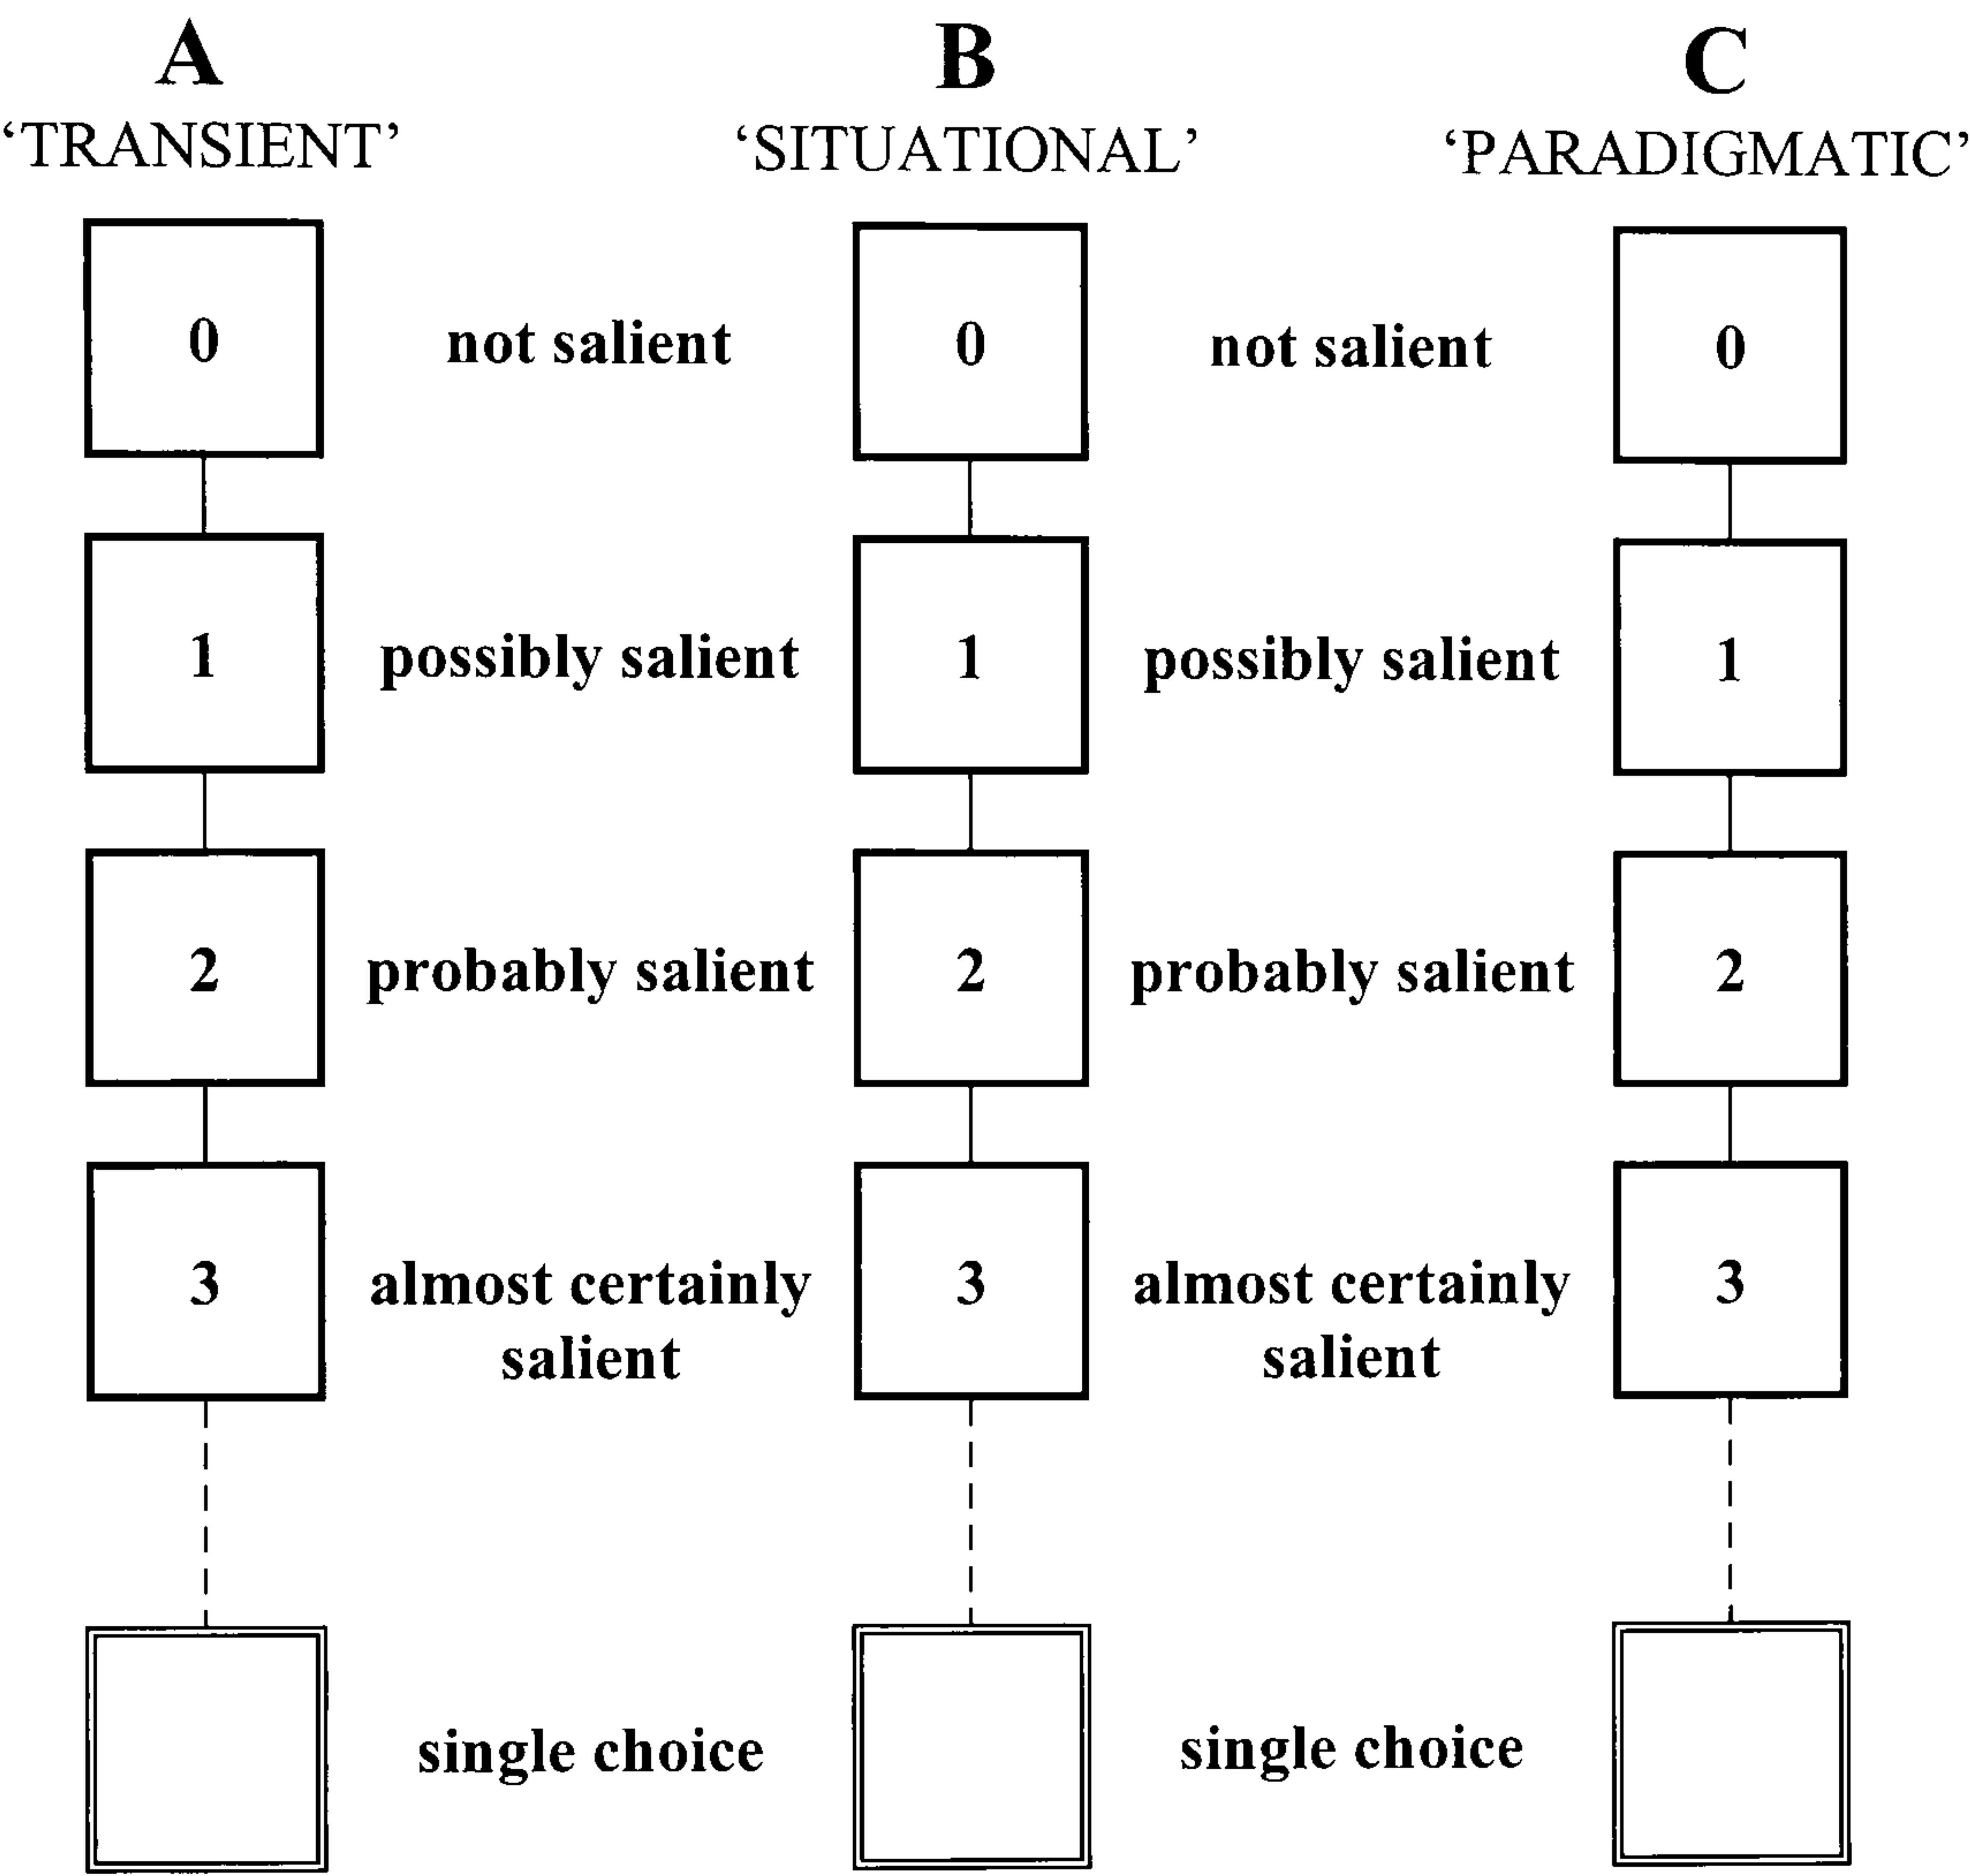 A B C
‘TRANSIENT’ ‘SITUATIONAL’ ‘PARADIGMATIC’
0 not salient 0 not salient 0
1 possibly salient 1 possibly salient 1
2 probably salient 2 probably salient 2
3 almost certainly 3 almost certainly 3
salient salient
single choice single choice